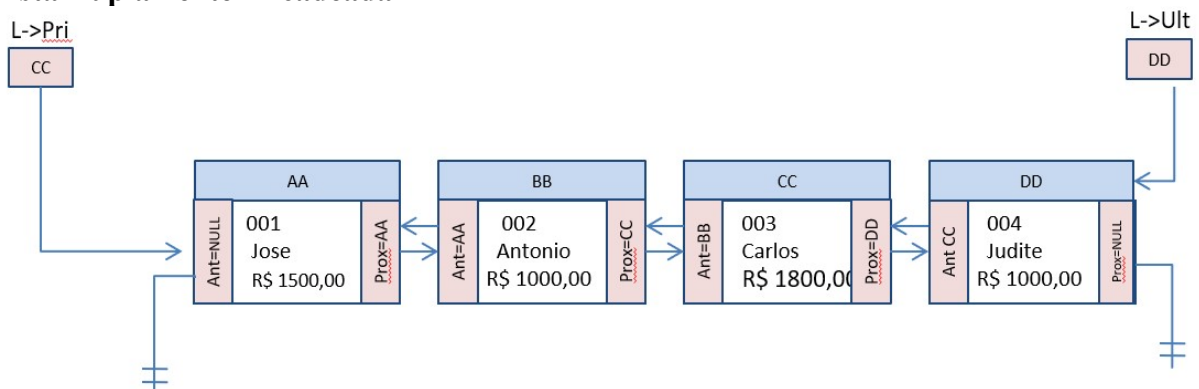 L->Pri
CC
L->Ult
DD
AA
Ant=NULL
001
Jose
R$ 1500,00
Prox=AA
BB
Ant=AA
002
Antonio
R$ 1000,00
Prox=CC
CC
Ant=BB
003
Carlos
R$ 1800,00
Prox=DD
DD
Ant CC
004
Judite
R$ 1000,00
Prox=NULL